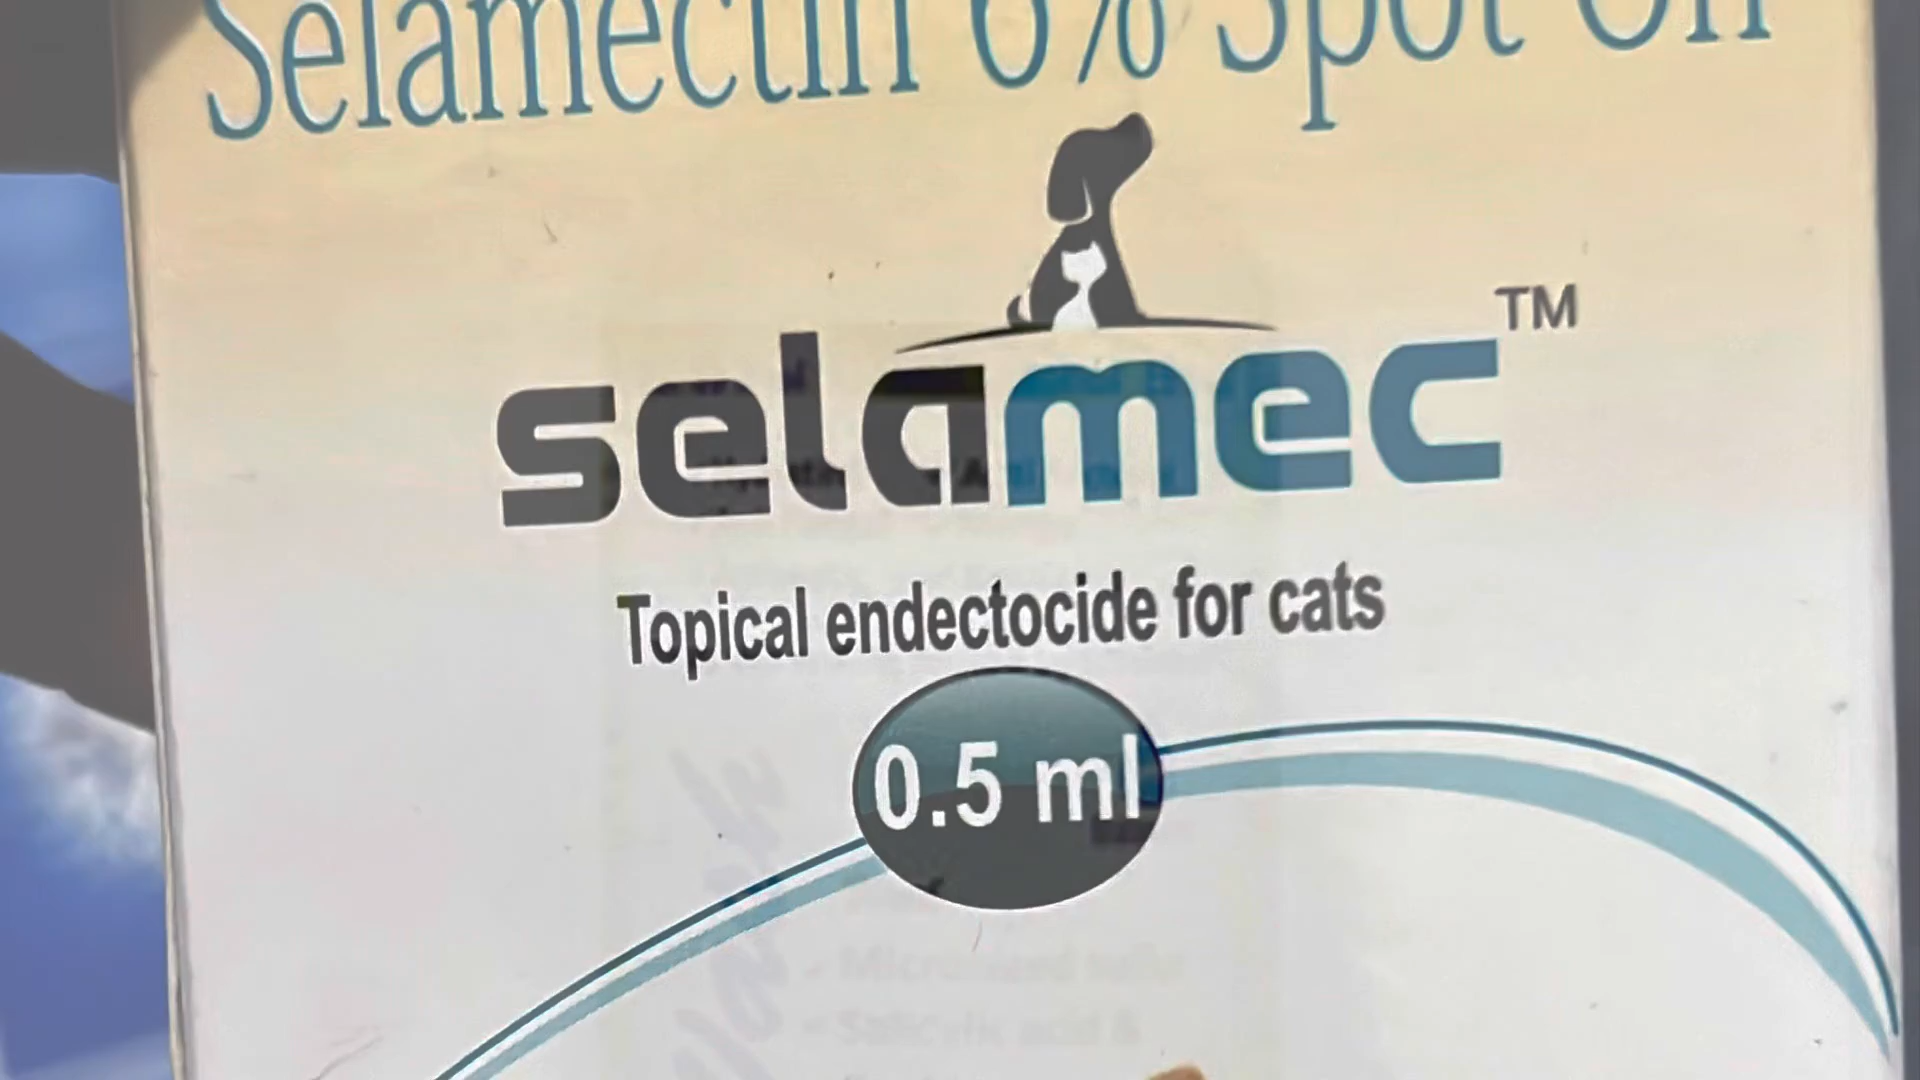 Selamectin 6% Spot On
selamec™
Topical endectocide for cats
0.5 ml